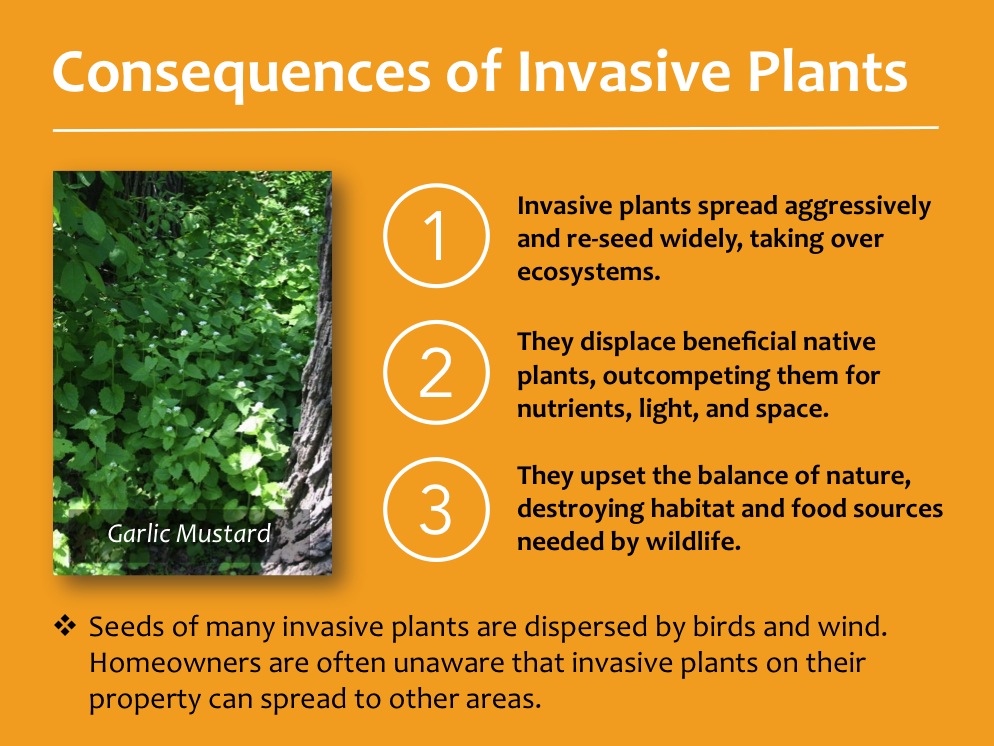 Consequences of Invasive Plants
1
Invasive plants spread aggressively
and re-seed widely, taking over
ecosystems.
2
They displace beneficial native
plants, outcompeting them for
nutrients, light, and space.
3
They upset the balance of nature,
destroying habitat and food sources
needed by wildlife.
Garlic Mustard
❖ Seeds of many invasive plants are dispersed by birds and wind.
Homeowners are often unaware that invasive plants on their
property can spread to other areas.